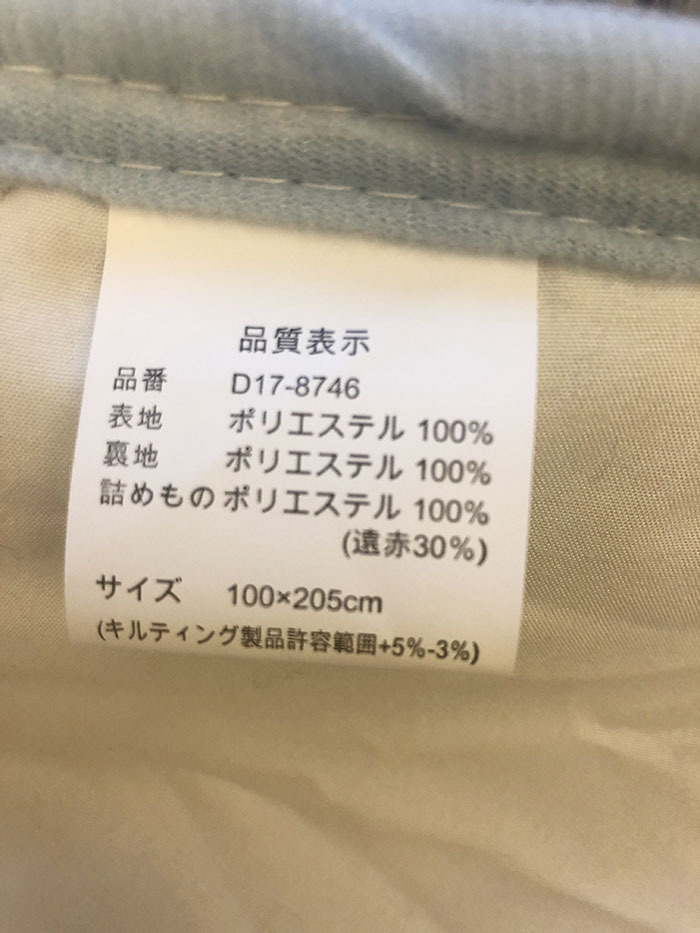 品質表示
品番 D17-8746
表地 ポリエステル 100%
裏地 ポリエステル 100%
詰めもの ポリエステル 100%
(遠赤30%)
サイズ 100×205cm
(キルティング製品許容範囲+5%-3%)